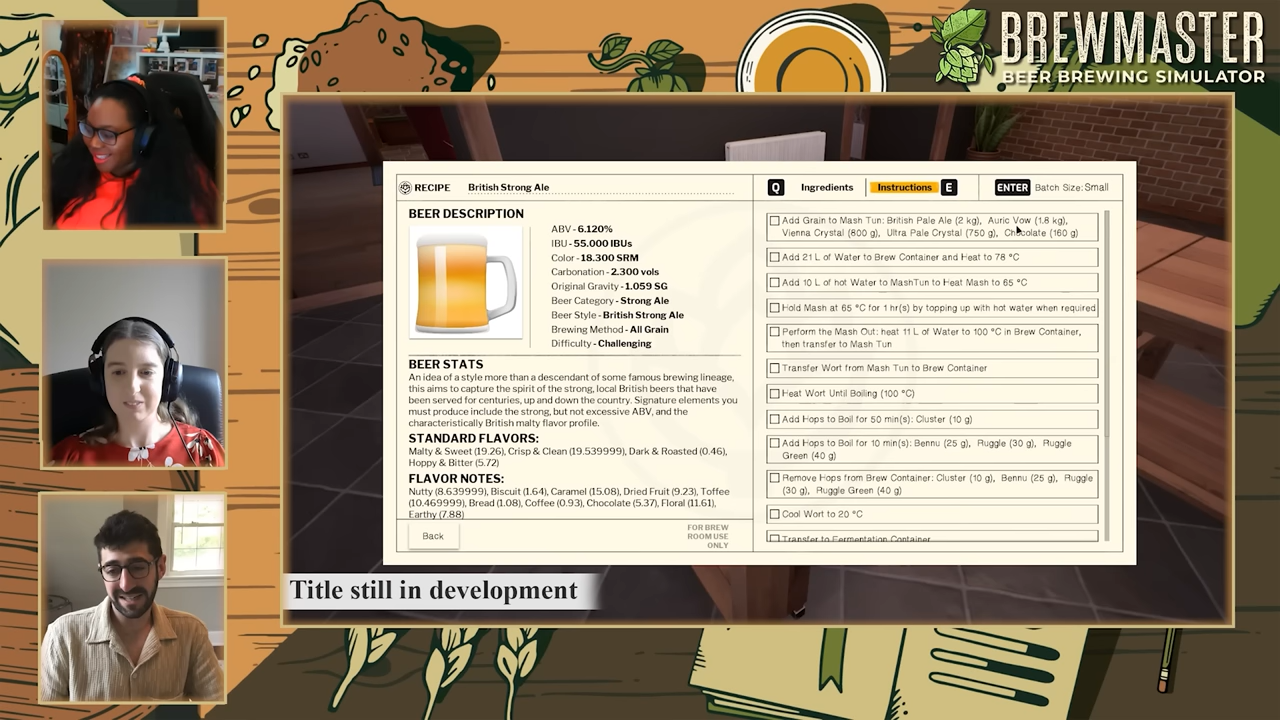 BREWMASTER
BEER BREWING SIMULATOR
RECIPE British Strong Ale
Q Ingredients Instructions E ENTER Batch Size: Small
BEER DESCRIPTION
ABV - 6.120%
IBU - 55.000 IBUs
Color - 18.300 SRM
Carbonation - 2.300 vols
Original Gravity - 1.059 SG
Beer Category - Strong Ale
Beer Style - British Strong Ale
Brewing Method - All Grain
Difficulty - Challenging
BEER STATS
An idea of a style more than a descendant of some famous brewing lineage,
this aims to capture the spirit of the strong, local British beers that have
been served for centuries, up and down the country. Signature elements you
must produce include the strong, but not excessive ABV, and the
characteristically British malty flavor profile.
STANDARD FLAVORS:
Malty & Sweet (19.26), Crisp & Clean (19.539999), Dark & Roasted (0.46),
Hoppy & Bitter (5.72)
FLAVOR NOTES:
Nutty (8.639999), Biscuit (1.64), Caramel (15.08), Dried Fruit (9.23), Toffee
(10.469999), Bread (1.08), Coffee (0.93), Chocolate (5.37), Floral (11.61),
Earthy (7.88)
Back
FOR BREW
ROOM USE
ONLY
Add Grain to Mash Tun: British Pale Ale (2 kg), Auric Vow (1.8 kg),
Vienna Crystal (800 g), Ultra Pale Crystal (750 g), Chocolate (160 g)
Add 21 L of Water to Brew Container and Heat to 78 °C
Add 10 L of hot Water to MashTun to Heat Mash to 65 °C
Hold Mash at 65 °C for 1 hr(s) by topping up with hot water when required
Perform the Mash Out: heat 11 L of Water to 100 °C in Brew Container,
then transfer to Mash Tun
Transfer Wort from Mash Tun to Brew Container
Heat Wort Until Boiling (100 °C)
Add Hops to Boil for 50 min(s): Cluster (10 g)
Add Hops to Boil for 10 min(s): Bennu (25 g), Ruggle (30 g), Ruggle
Green (40 g)
Remove Hops from Brew Container: Cluster (10 g), Bennu (25 g), Ruggle
(30 g), Ruggle Green (40 g)
Cool Wort to 20 °C
Transfer to Fermentation Container
Title still in development